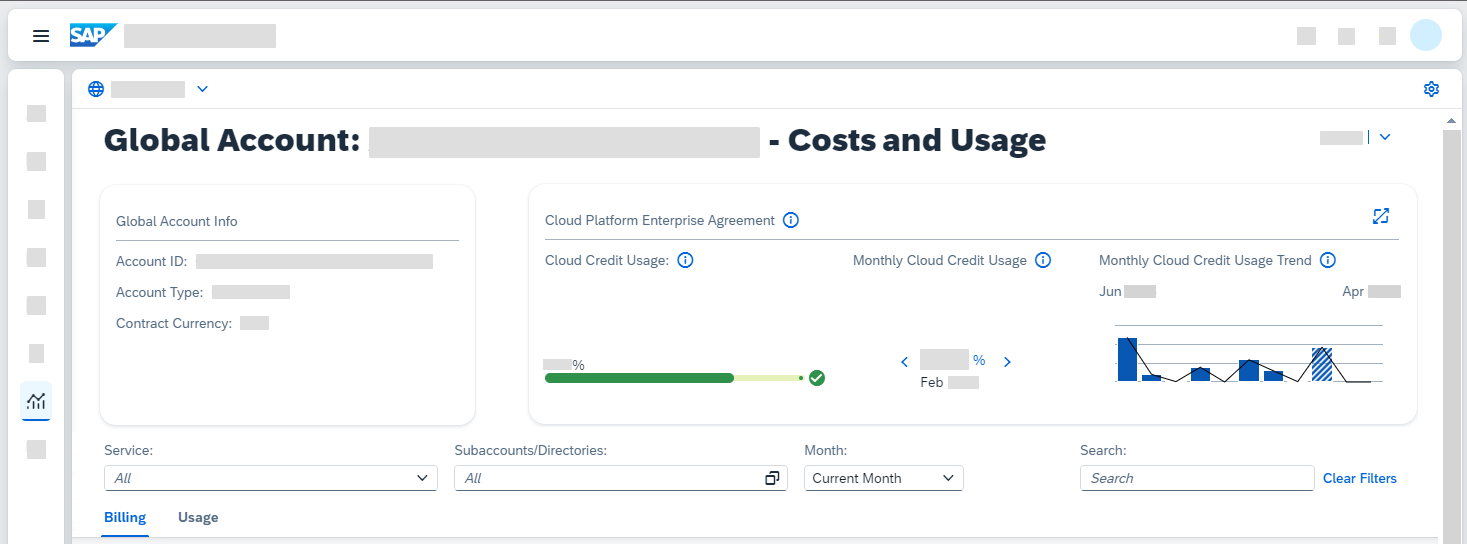 SAP
Global Account: - Costs and Usage
Global Account Info
Account ID:
Account Type:
Contract Currency:
Cloud Platform Enterprise Agreement
Cloud Credit Usage:
%
Monthly Cloud Credit Usage
%
Feb
Monthly Cloud Credit Usage Trend
Jun Apr
Service:
All
Subaccounts/Directories:
All
Month:
Current Month
Search:
Search
Clear Filters
Billing Usage